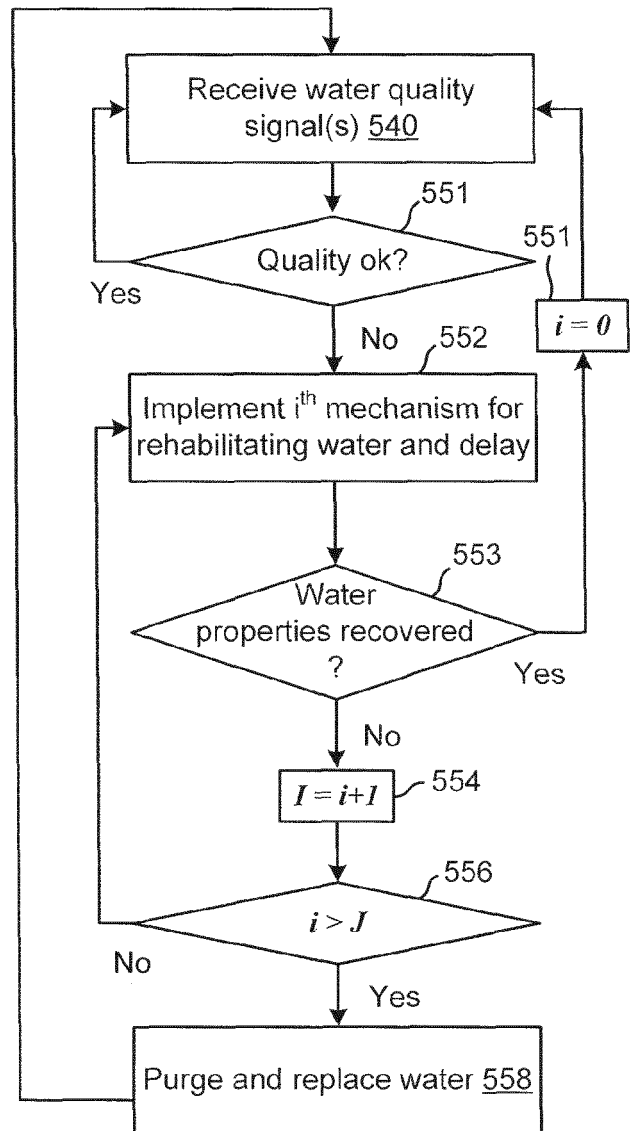 Receive water quality
signal(s) 540
551
Quality ok?
Yes
551
i = 0
No
552
Implement ith mechanism for
rehabilitating water and delay
553
Water
properties recovered
?
Yes
No
I = i+1
554
556
i > J
No
Yes
Purge and replace water 558